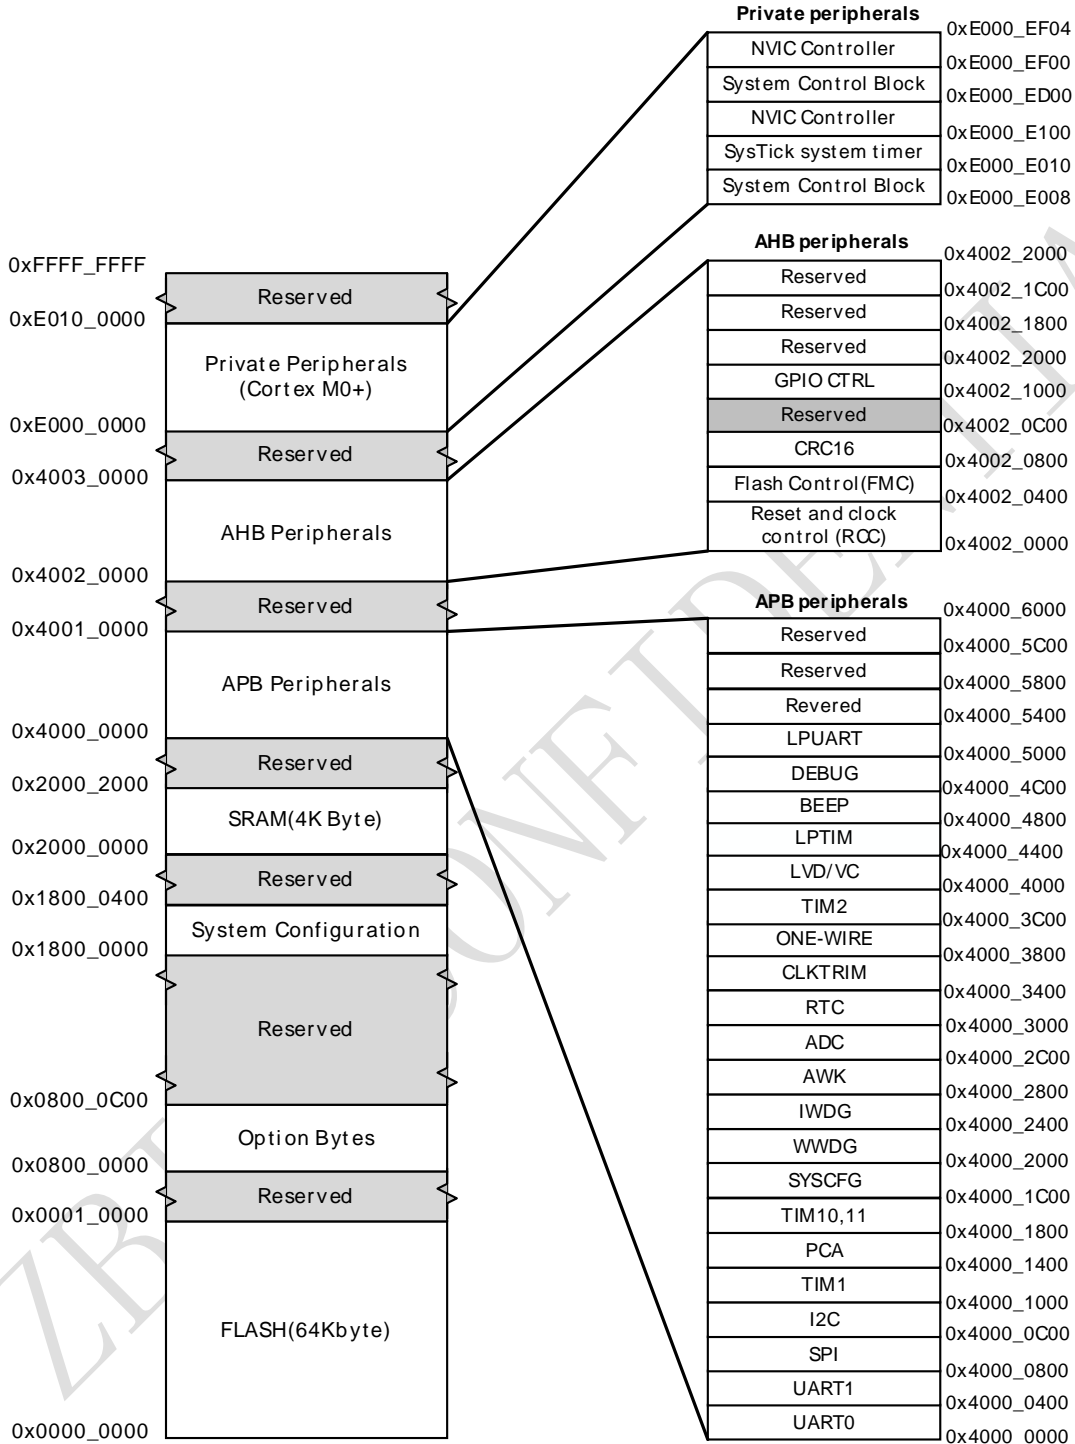 Private peripherals
0xE000_EF04
NVIC Controller
0xE000_EF00
System Control Block
0xE000_ED00
NVIC Controller
0xE000_E100
SysTick system timer
0xE000_E010
System Control Block
0xE000_E008
AHB peripherals
0x4002_2000
Reserved
0x4002_1C00
Reserved
0x4002_1800
Reserved
0x4002_2000
GPIO CTRL
0x4002_1000
Reserved
0x4002_0C00
CRC16
0x4002_0800
Flash Control(FMC)
0x4002_0400
Reset and clock
control (RCC)
0x4002_0000
APB peripherals
0x4000_6000
Reserved
0x4000_5C00
Reserved
0x4000_5800
Revered
0x4000_5400
LPUART
0x4000_5000
DEBUG
0x4000_4C00
BEEP
0x4000_4800
LPTIM
0x4000_4400
LVD/VC
0x4000_4000
TIM2
0x4000_3C00
ONE-WIRE
0x4000_3800
CLKTRIM
0x4000_3400
RTC
0x4000_3000
ADC
0x4000_2C00
AWK
0x4000_2800
IWDG
0x4000_2400
WWDG
0x4000_2000
SYSCFG
0x4000_1C00
TIM10,11
0x4000_1800
PCA
0x4000_1400
TIM1
0x4000_1000
I2C
0x4000_0C00
SPI
0x4000_0800
UART1
0x4000_0400
UART0
0x4000_0000
0xFFFF_FFFF
Reserved
0xE010_0000
Private Peripherals
(Cortex M0+)
0xE000_0000
Reserved
0x4003_0000
AHB Peripherals
0x4002_0000
Reserved
0x4001_0000
APB Peripherals
0x4000_0000
Reserved
0x2000_2000
SRAM(4K Byte)
0x2000_0000
Reserved
0x1800_0400
System Configuration
0x1800_0000
Reserved
0x0800_0C00
Option Bytes
0x0800_0000
Reserved
0x0001_0000
FLASH(64Kbyte)
0x0000_0000